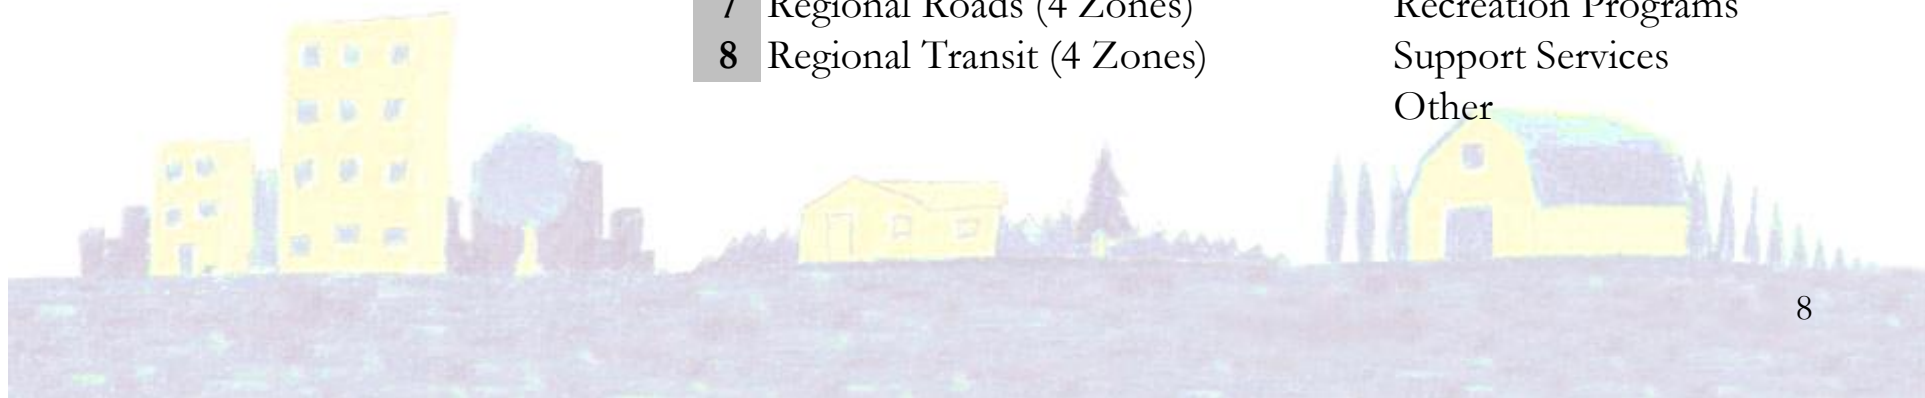 7 Regional Roads (4 Zones)
8 Regional Transit (4 Zones)
Recreation Programs
Support Services
Other
8